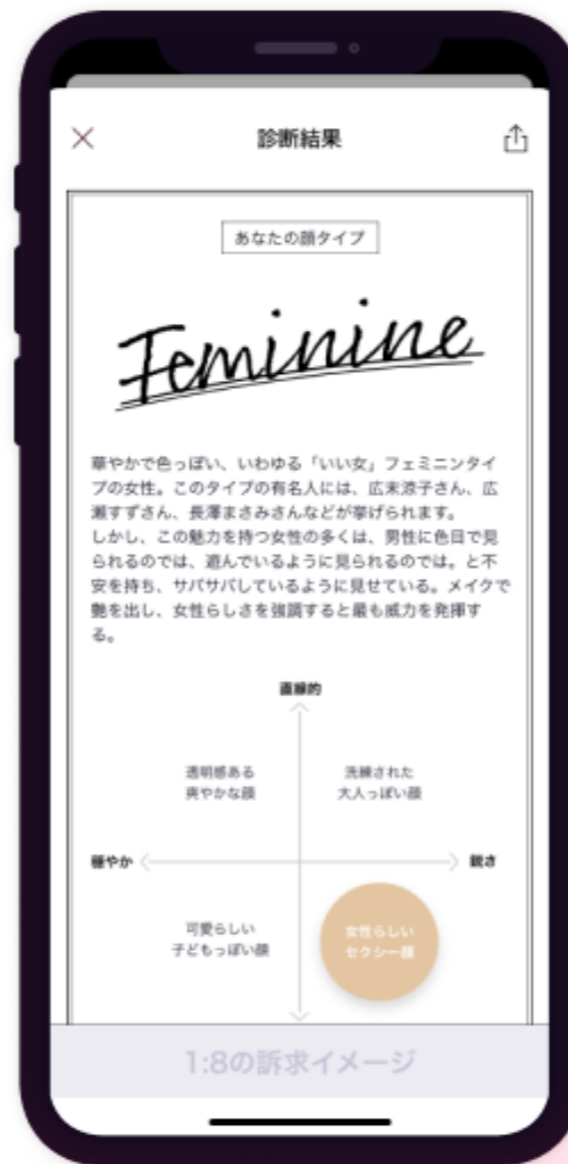 診断結果
あなたの顔タイプ
Feminine
華やかで色っぽい、いわゆる「いい女」フェミニンタイ
プの女性。このタイプの有名人には、広末涼子さん、広
瀬すずさん、長澤まさみさんなどが挙げられます。
しかし、この魅力を持つ女性の多くは、男性に色目で見
られるのでは、遊んでいるように見られるのでは。と不
安を持ち、サバサバしているように見せている。メイクで
艶を出し、女性らしさを強調すると最も威力を発揮す
る。
直線的
透明感ある
爽やかな顔
洗練された
大人っぽい顔
穏やか
鋭さ
可愛らしい
子どもっぽい顔
女性らしい
セクシー顔
1:8の訴求イメージ